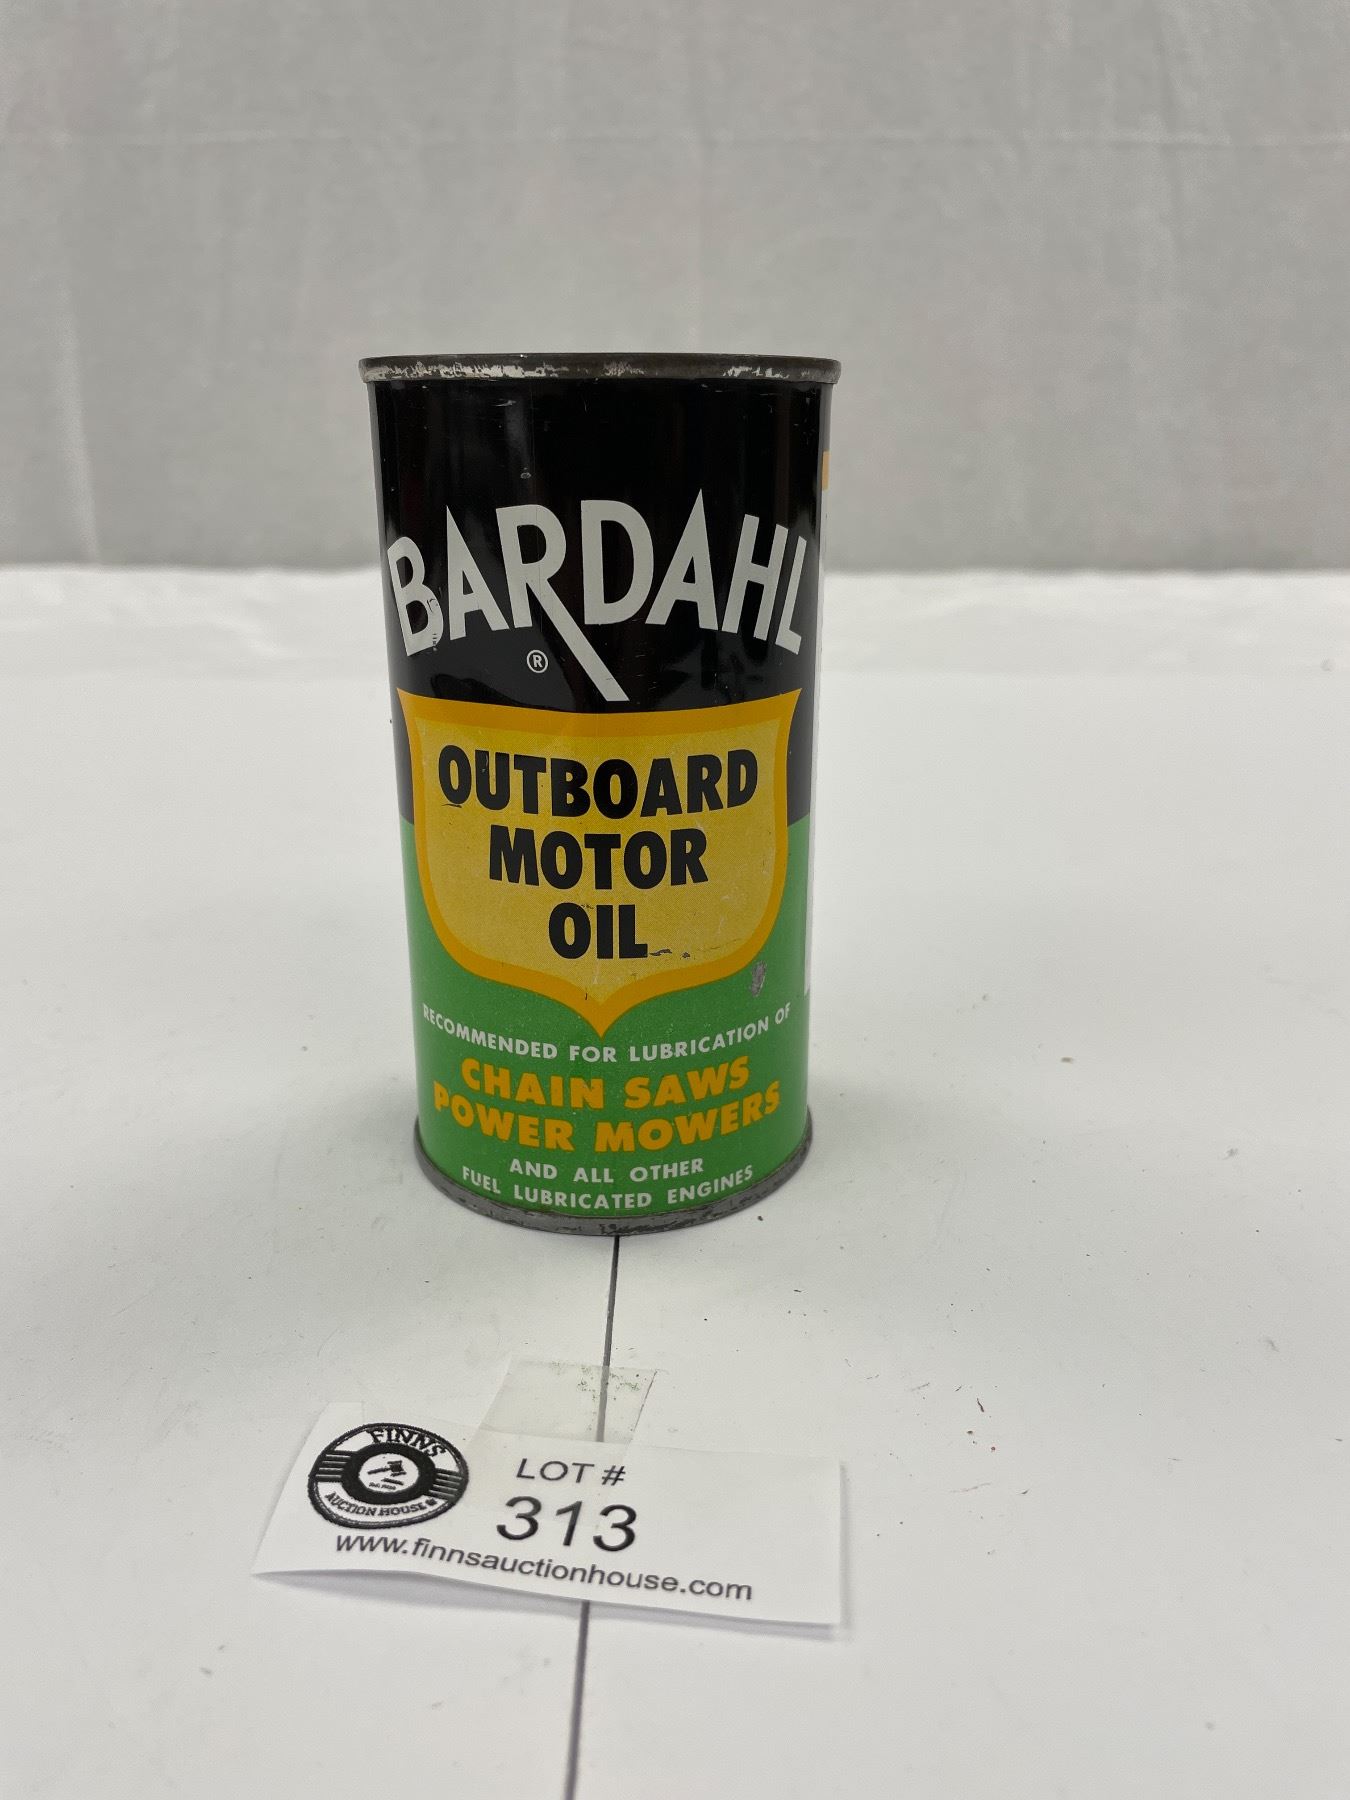 BARDAHL
®
OUTBOARD
MOTOR
OIL
RECOMMENDED FOR LUBRICATION OF
CHAIN SAWS
POWER MOWERS
AND ALL OTHER
FUEL LUBRICATED ENGINES
FINNS
AUCTION HOUSE
LOT #
313
www.finnsauctionhouse.com